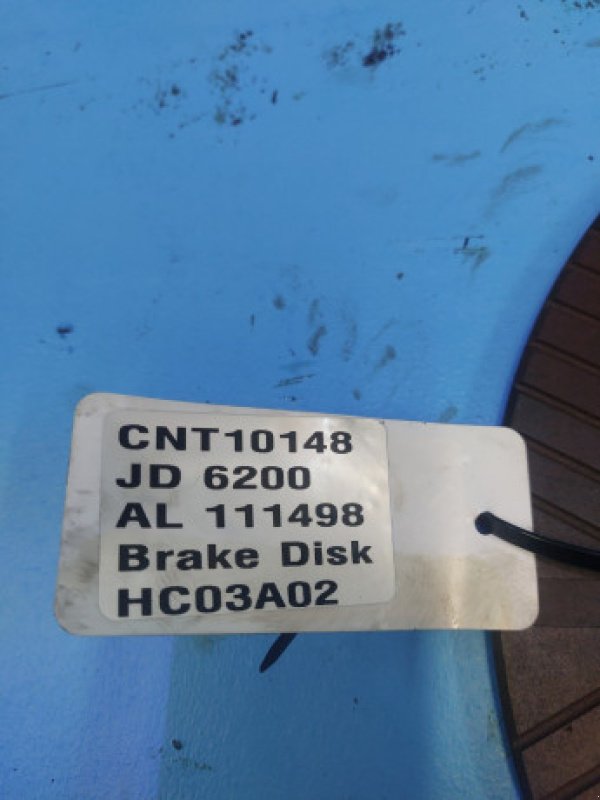 CNT10148
JD 6200
AL 111498
Brake Disk
HC03A02